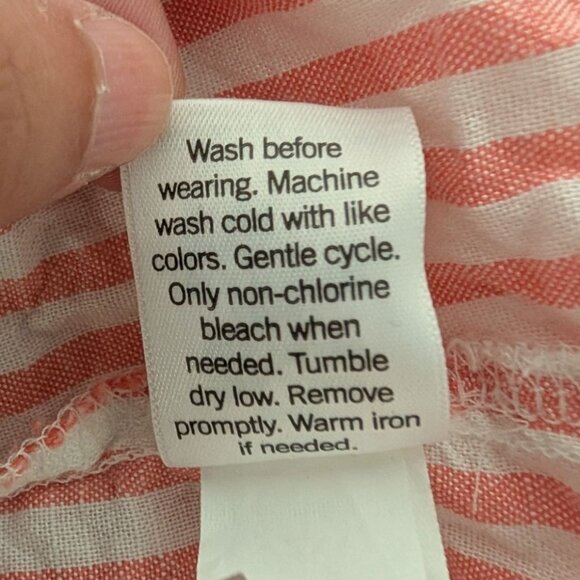 Wash before
wearing. Machine
wash cold with like
colors. Gentle cycle.
Only non-chlorine
bleach when
needed. Tumble
dry low. Remove
promptly. Warm iron
if needed.